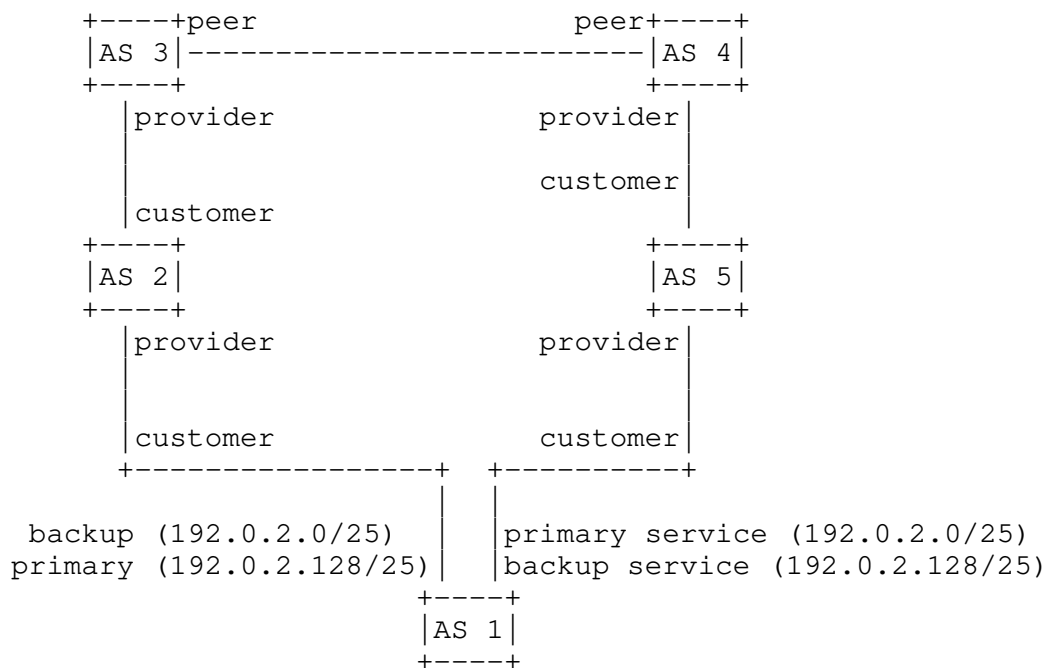 peer peer
AS 3 AS 4
provider provider
customer
customer
AS 2 AS 5
provider provider
customer customer
backup (192.0.2.0/25) primary service (192.0.2.0/25)
primary (192.0.2.128/25) backup service (192.0.2.128/25)
AS 1